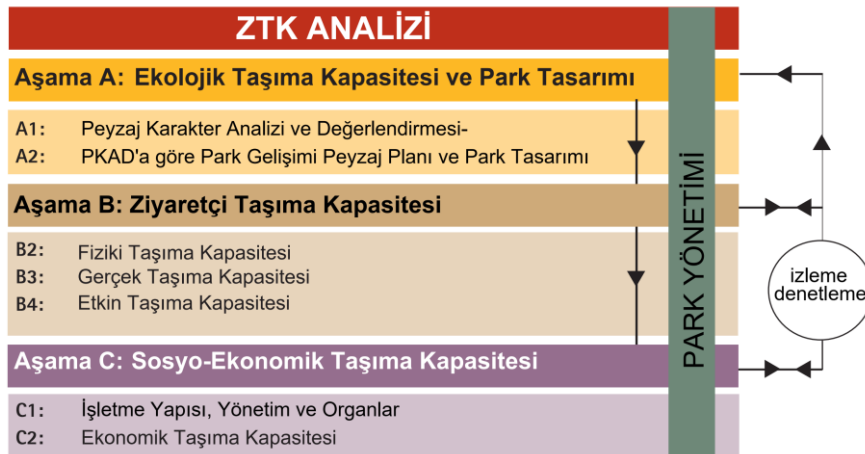 ZTK ANALİZİ
Aşama A: Ekolojik Taşıma Kapasitesi ve Park Tasarımı
A1: Peyzaj Karakter Analizi ve Değerlendirmesi-
A2: PKAD'a göre Park Gelişimi Peyzaj Planı ve Park Tasarımı
Aşama B: Ziyaretçi Taşıma Kapasitesi
B2: Fiziki Taşıma Kapasitesi
B3: Gerçek Taşıma Kapasitesi
B4: Etkin Taşıma Kapasitesi
Aşama C: Sosyo-Ekonomik Taşıma Kapasitesi
C1: İşletme Yapısı, Yönetim ve Organlar
C2: Ekonomik Taşıma Kapasitesi
PARK YÖNETİMİ
izleme
denetleme